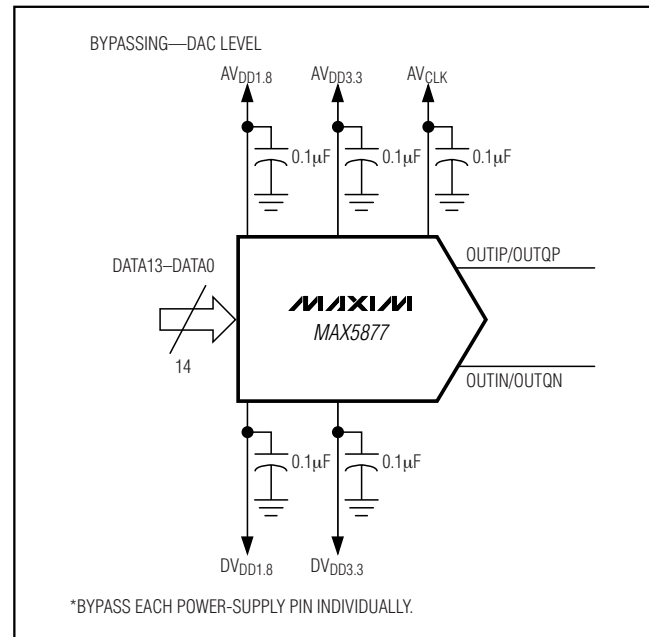 BYPASSING—DAC LEVEL
AVDD1.8 AVDD3.3 AVCLK
0.1µF 0.1µF 0.1µF
OUTIP/OUTQP
DATA13–DATA0
MAXIM
MAX5877
14
OUTIN/OUTQN
0.1µF 0.1µF
DVDD1.8 DVDD3.3
*BYPASS EACH POWER-SUPPLY PIN INDIVIDUALLY.